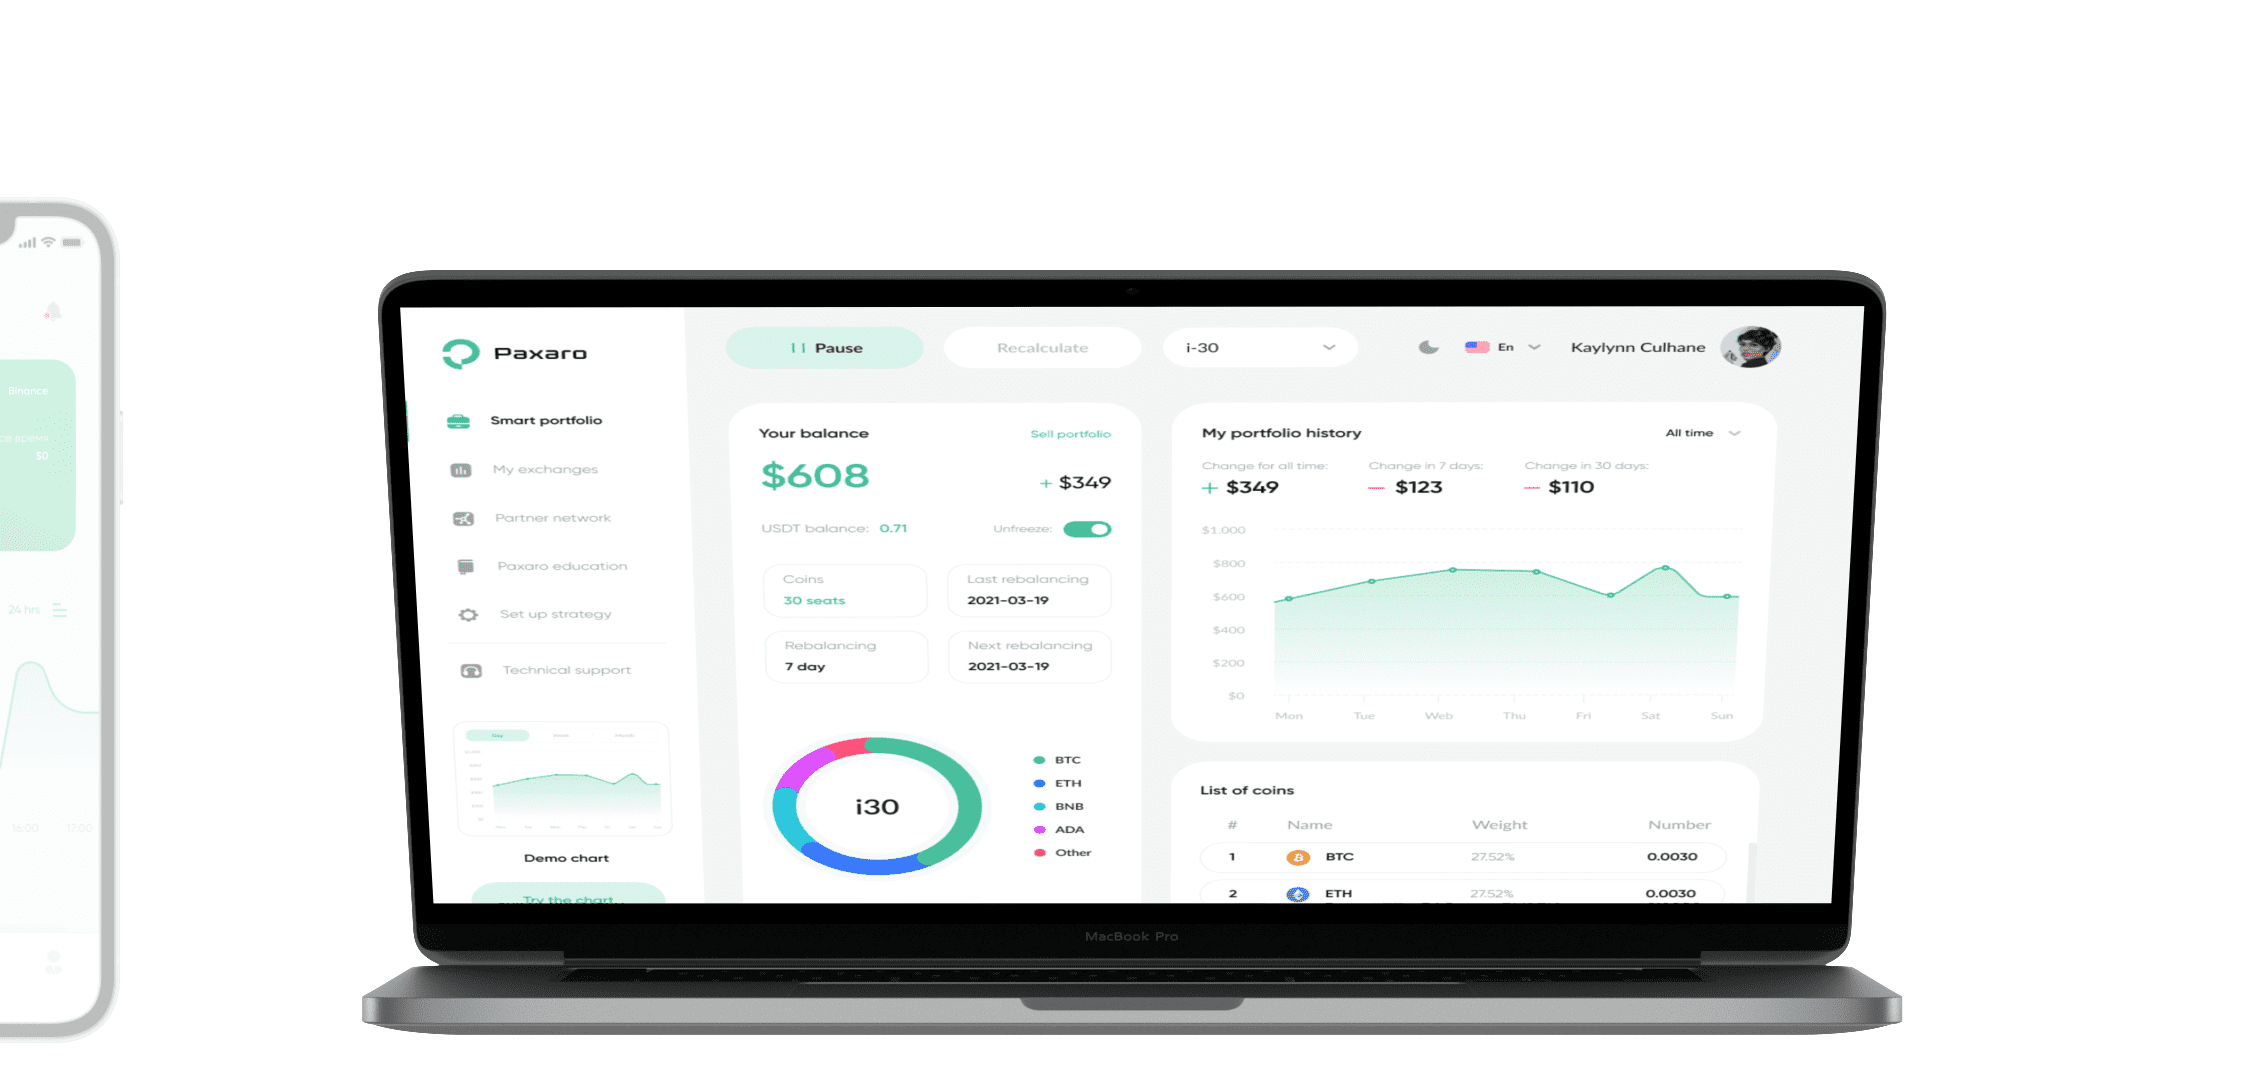 Binance
$0
24 hrs
16:00 17:00
Paxaro
Pause
Recalculate
i-30
En
Kaylynn Culhane
Smart portfolio
My exchanges
Partner network
Paxaro education
Set up strategy
Technical support
Day Week Month
Demo chart
Try the chart
Your balance
Sell portfolio
$608
+ $349
USDT balance: 0.71
Unfreeze:
Coins
30 seats
Last rebalancing
2021-03-19
Rebalancing
7 day
Next rebalancing
2021-03-19
i30
BTC
ETH
BNB
ADA
Other
My portfolio history
All time
Change for all time: Change in 7 days: Change in 30 days:
+ $349 — $123 — $110
$1.000
$800
$600
$400
$200
$0
Mon Tue Web Thu Fri Sat Sun
List of coins
# Name Weight Number
1 BTC 27.52% 0.0030
2 ETH 27.52% 0.0030
MacBook Pro